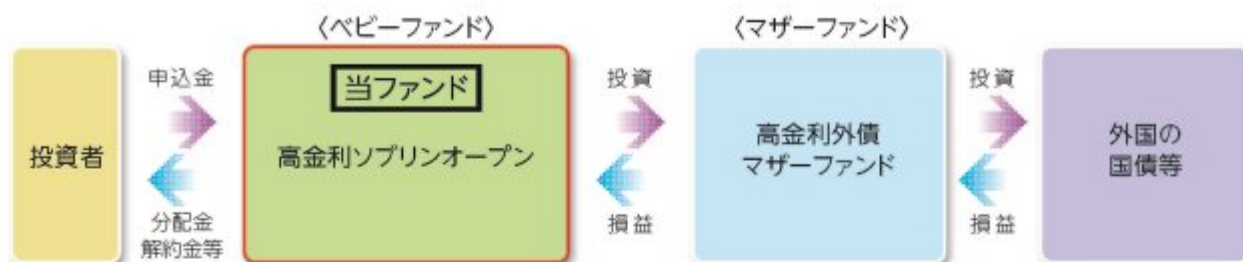 〈ベビーファンド〉
〈マザーファンド〉
投資者
申込金
分配金
解約金等
当ファンド
高金利ソブリンオープン
投資
損益
高金利外債
マザーファンド
投資
損益
外国の
国債等